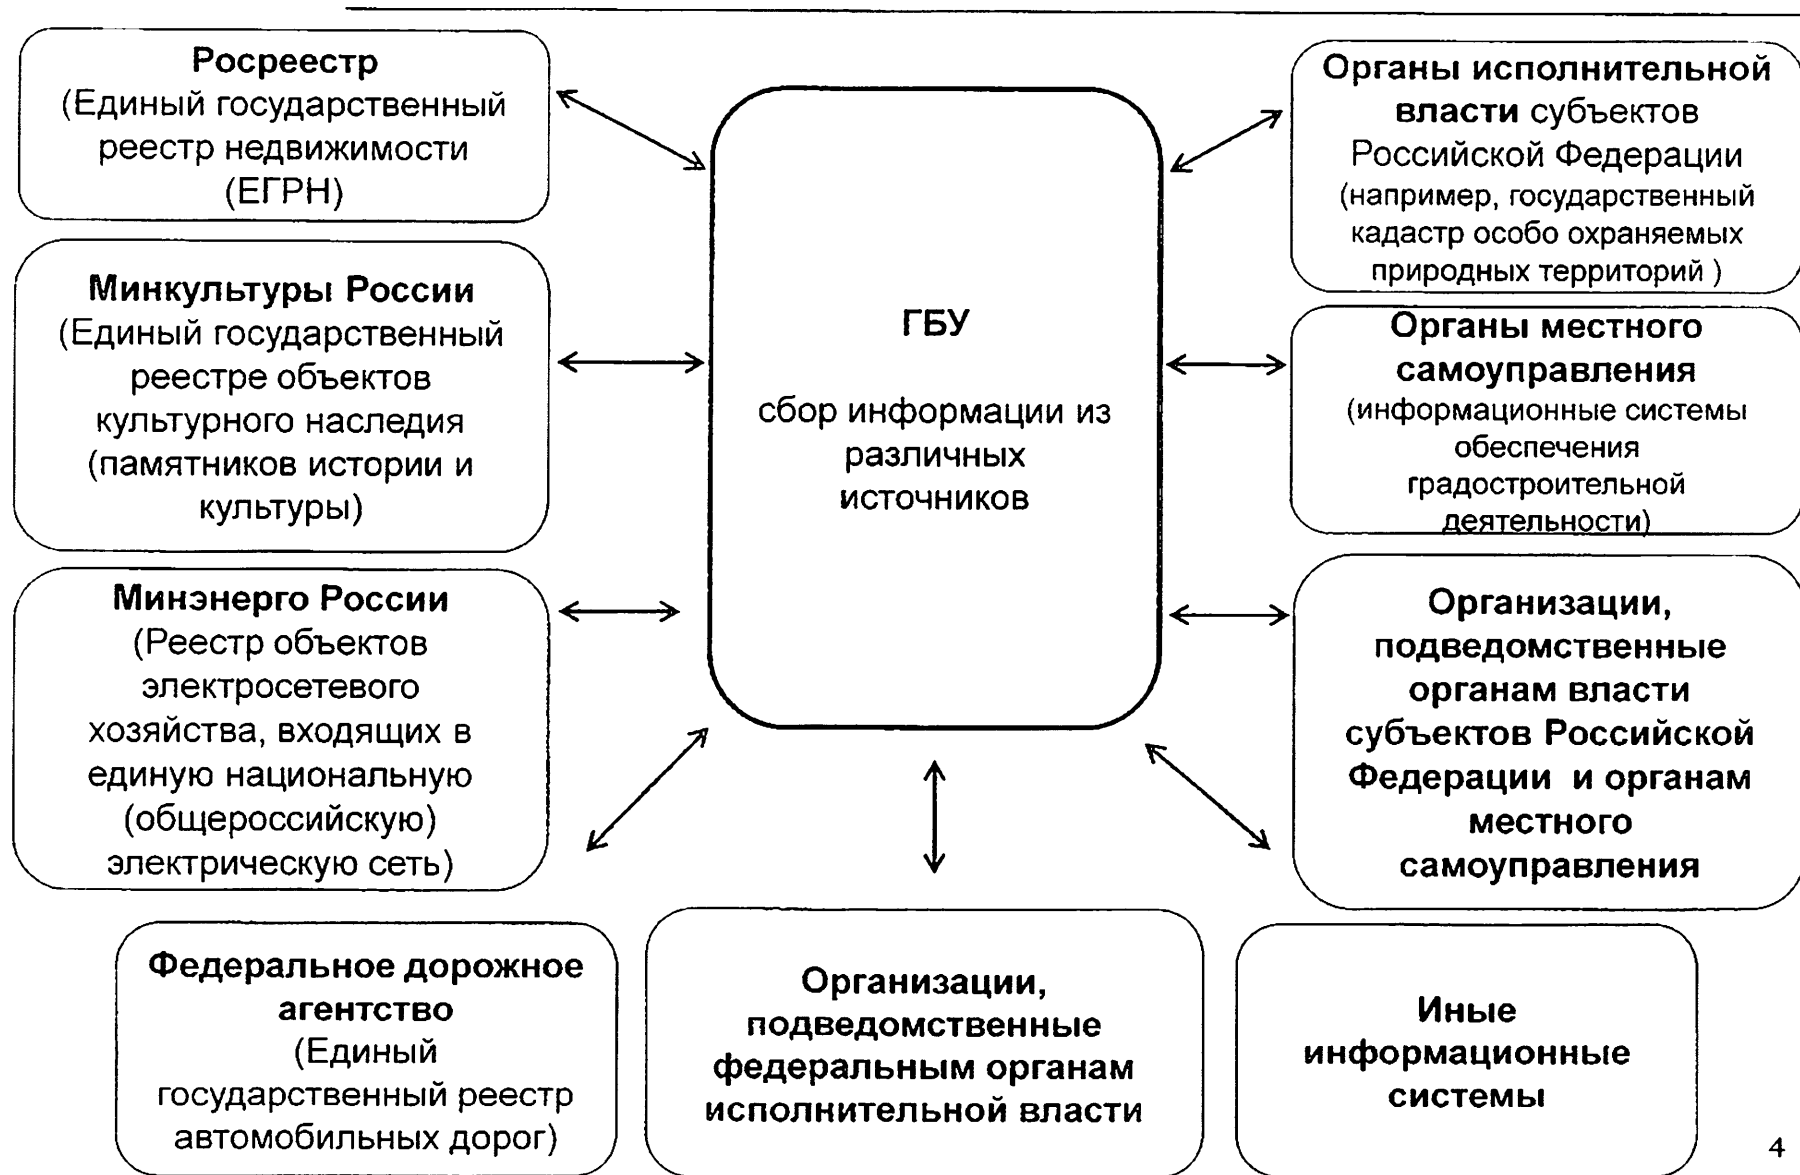 Росреестр
(Единый государственный
реестр недвижимости
(ЕГРН)
Минкультуры России
(Единый государственный
реестре объектов
культурного наследия
(памятников истории и
культуры)
Минэнерго России
(Реестр объектов
электросетевого
хозяйства, входящих в
единую национальную
(общероссийскую)
электрическую сеть)
ГБУ
сбор информации из
различных
источников
Органы исполнительной
власти субъектов
Российской Федерации
(например, государственный
кадастр особо охраняемых
природных территорий )
Органы местного
самоуправления
(информационные системы
обеспечения
градостроительной
деятельности)
Организации,
подведомственные
органам власти
субъектов Российской
Федерации и органам
местного
самоуправления
Федеральное дорожное
агентство
(Единый
государственный реестр
автомобильных дорог)
Организации,
подведомственные
федеральным органам
исполнительной власти
Иные
информационные
системы
4